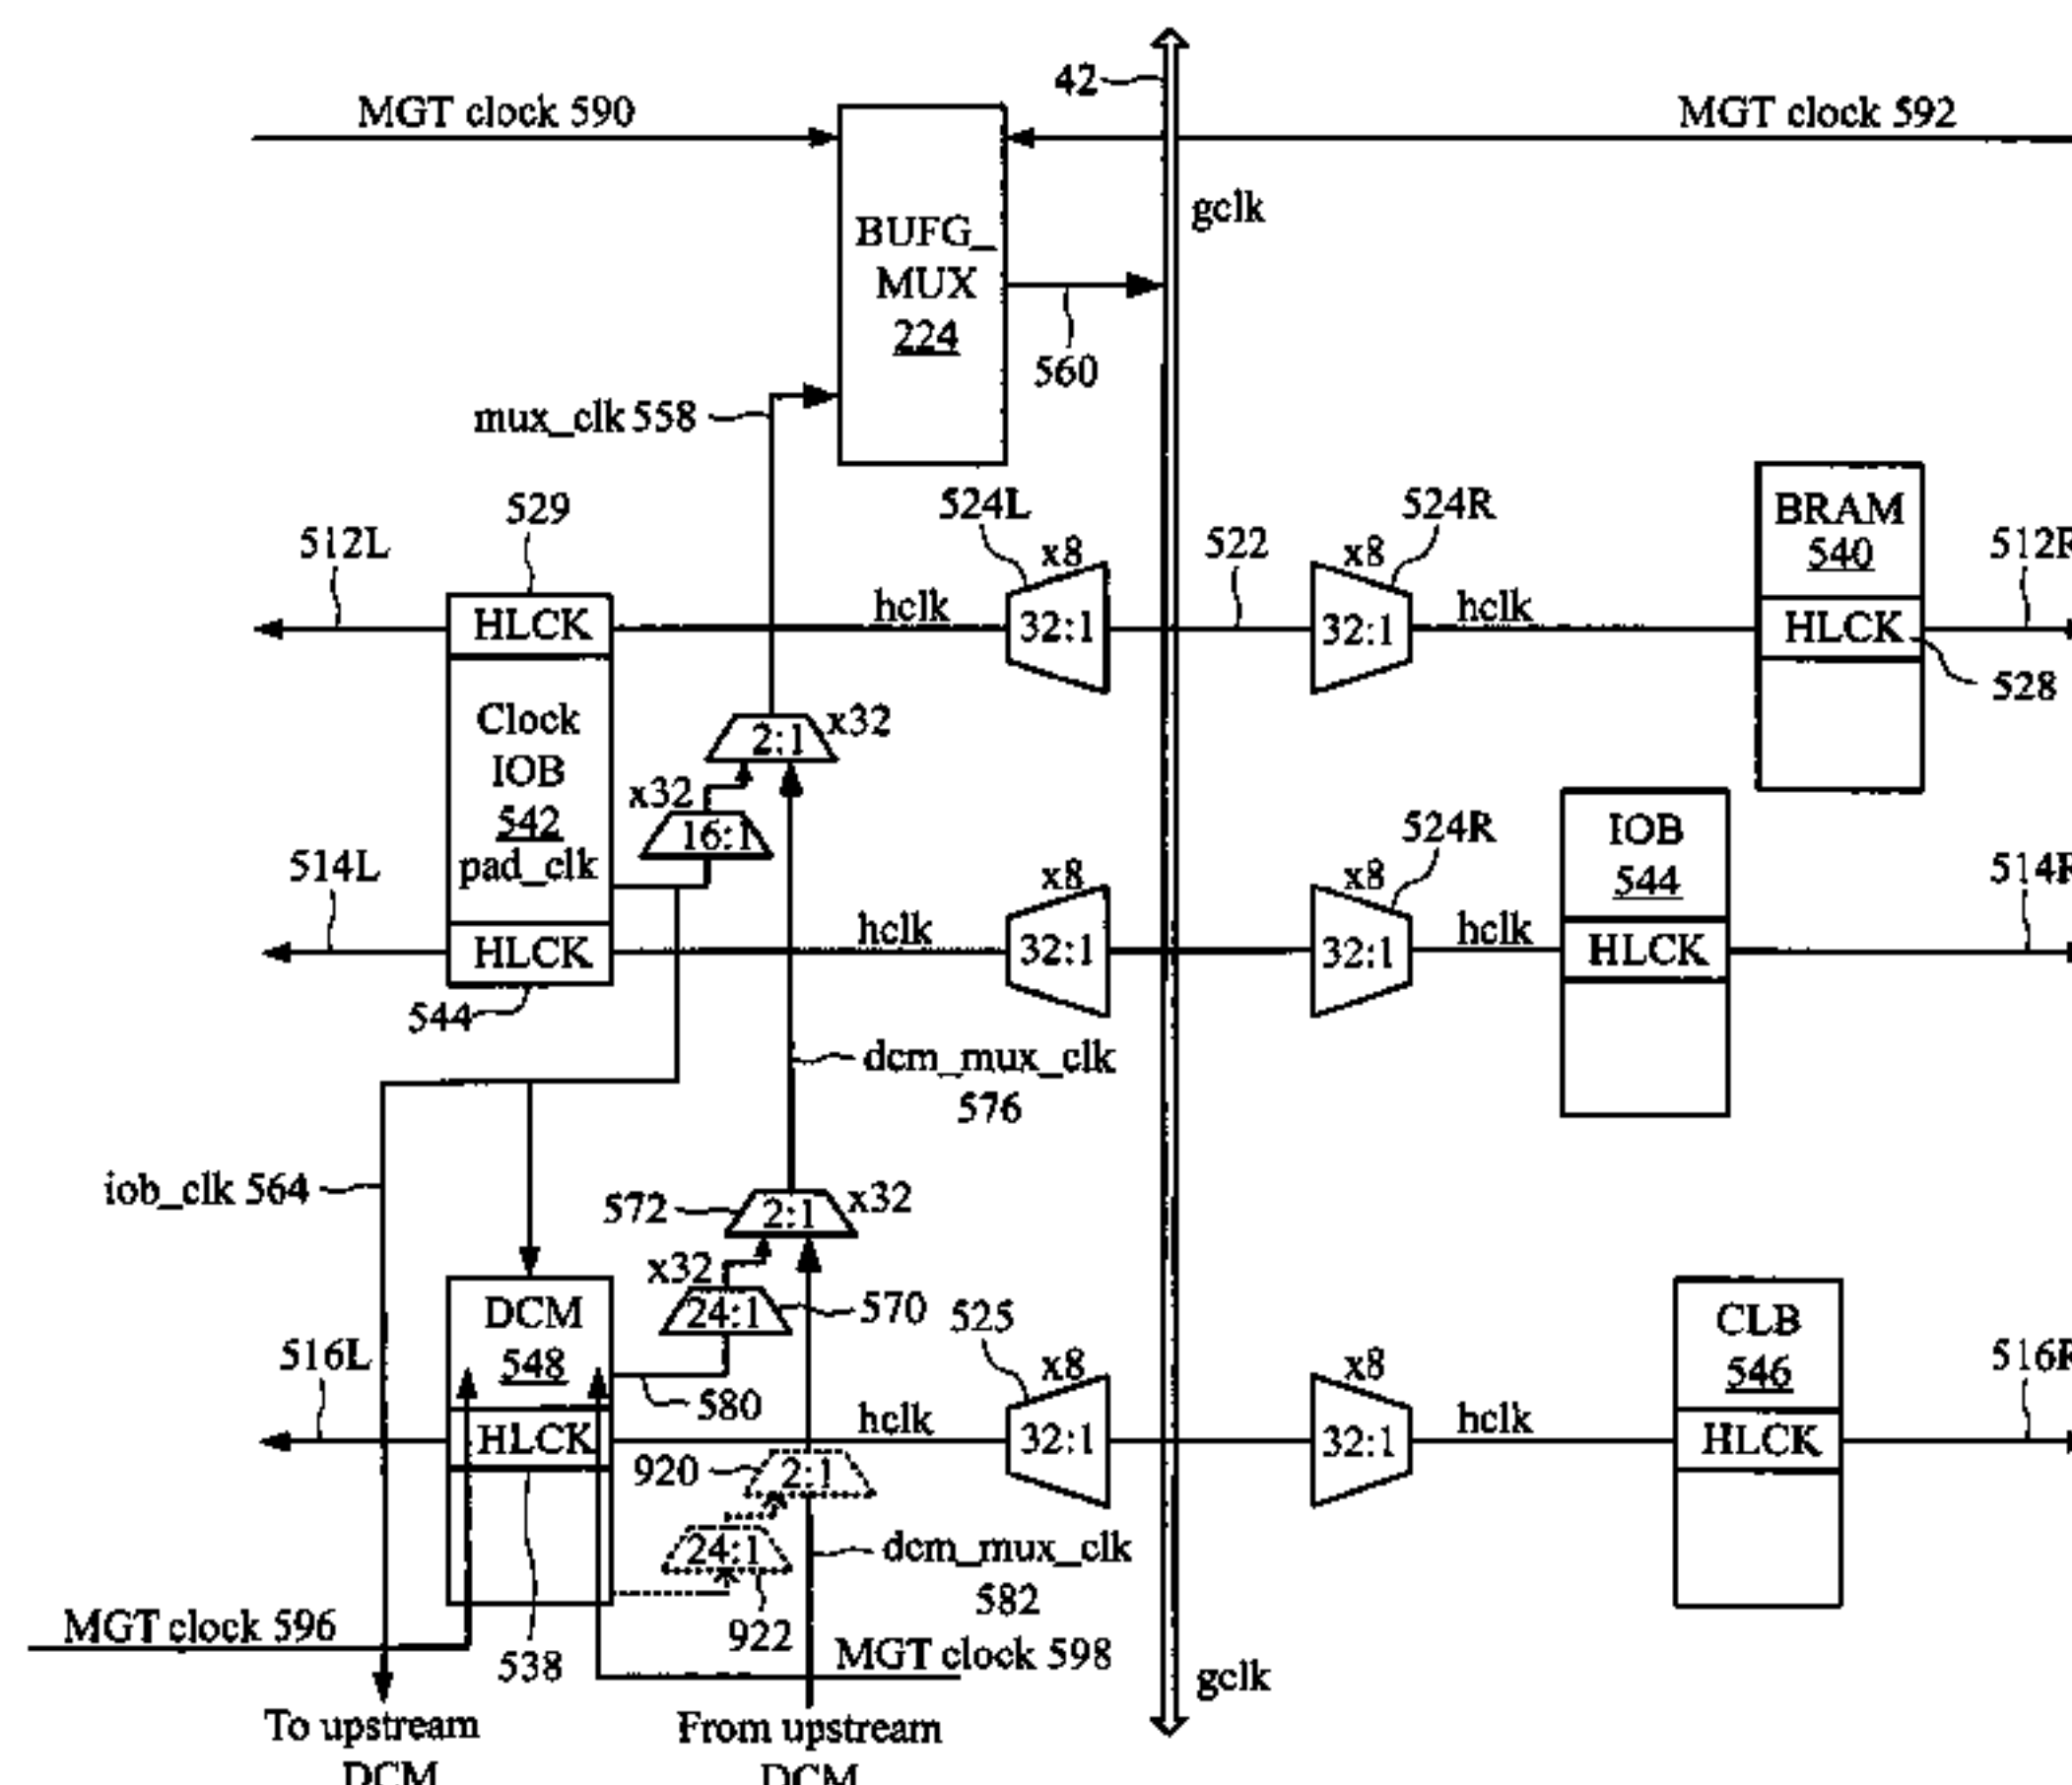 42
MGT clock 590
MGT clock 592
gclk
BUFG_
MUX
224
560
mux_clk 558
529
524L
524R
BRAM
540
512L
x8
522
x8
512R
HLCK
hclk
32:1
32:1
hclk
HLCK
528
Clock
IOB
542
pad_clk
2:1
x32
x32
16:1
524R
IOB
544
514L
x8
x8
514R
HLCK
hclk
32:1
32:1
hclk
HLCK
544
dcm_mux_clk
576
iob_clk 564
572
2:1
x32
x32
24:1
570
525
DCM
548
CLB
546
516L
x8
x8
516R
580
HLCK
hclk
32:1
32:1
hclk
HLCK
920
2:1
24:1
dcm_mux_clk
582
922
MGT clock 596
538
MGT clock 598
gclk
To upstream
DCM
From upstream
DCM